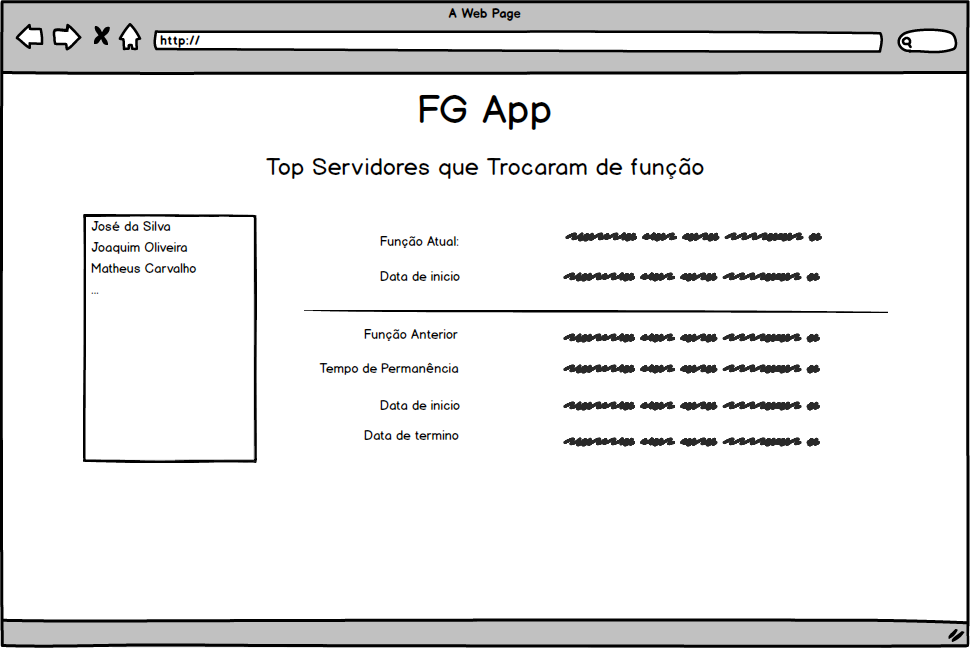 A Web Page
http://
FG App
Top Servidores que Trocaram de função
José da Silva
Joaquim Oliveira
Matheus Carvalho
...
Função Atual:
Data de inicio
Função Anterior
Tempo de Permanência
Data de inicio
Data de termino